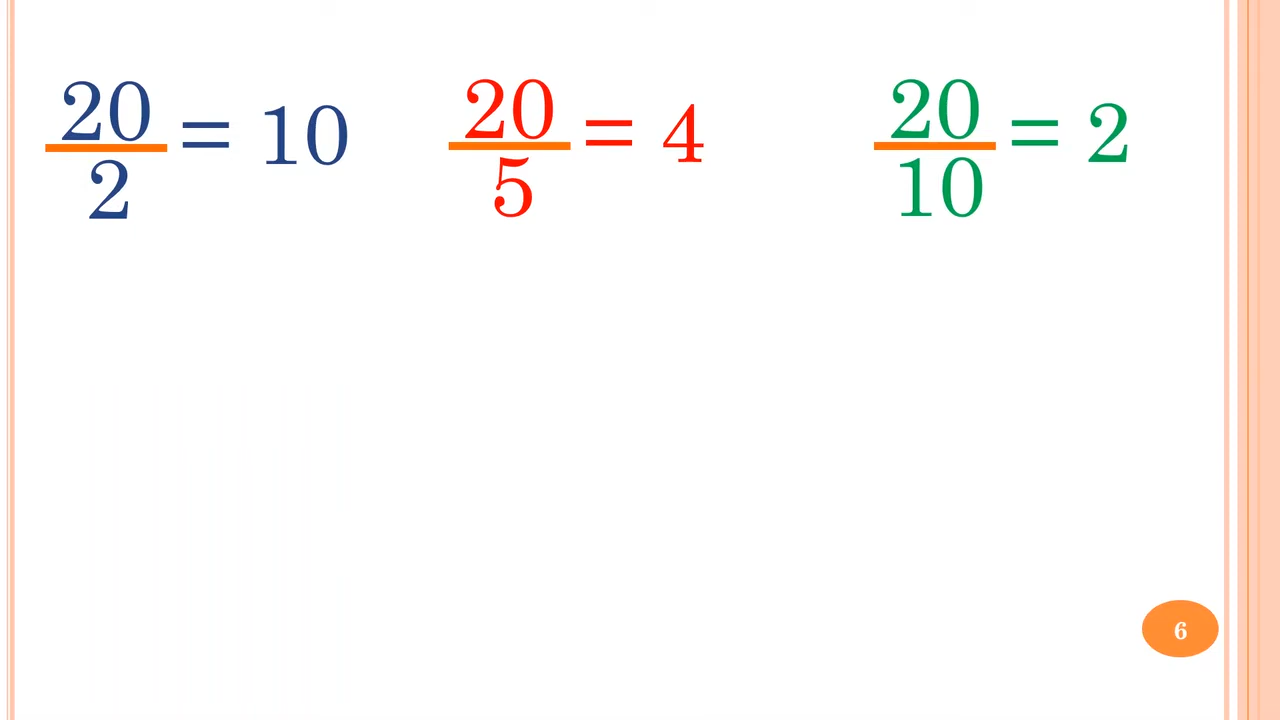 20/2 = 10
20/5 = 4
20/10 = 2
6